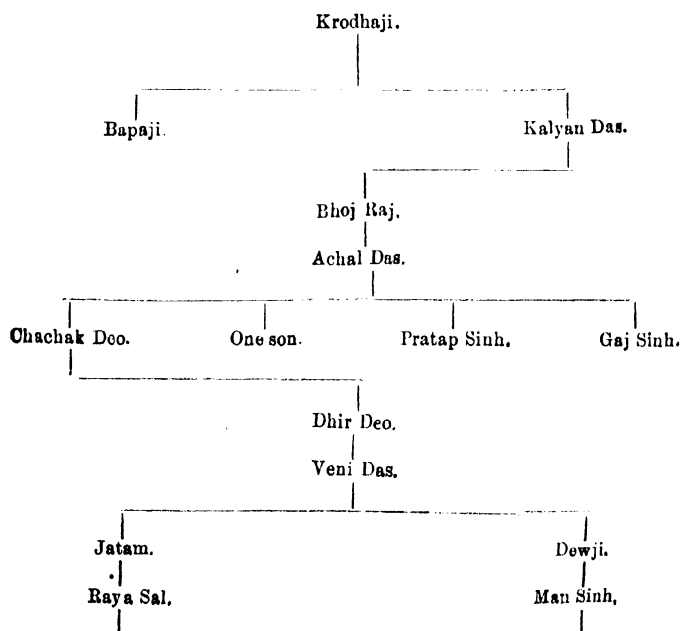 Krodhaji.
Bapaji. Kalyan Das.
Bhoj Raj.
Achal Das.
Chachak Deo. One son. Pratap Sinh. Gaj Sinh.
Dhir Deo.
Veni Das.
Jatam. Dewji.
Raya Sal. Man Sinh.